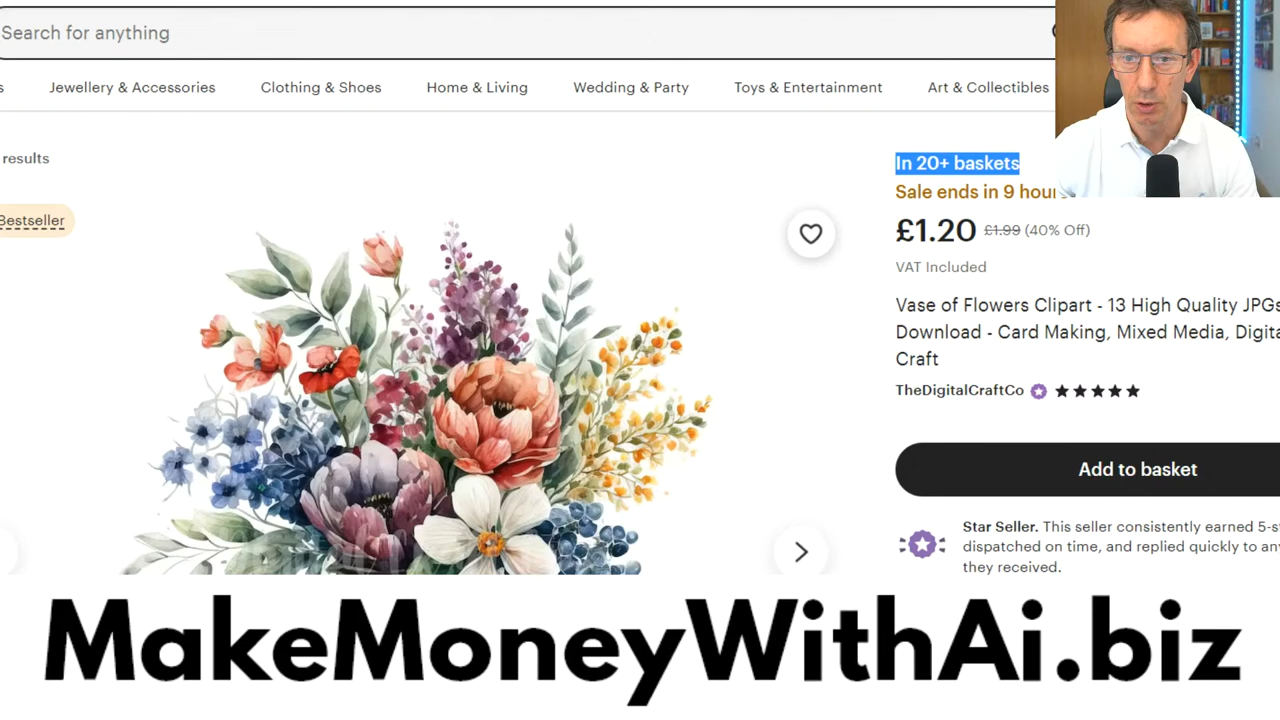 Search for anything
s Jewellery & Accessories Clothing & Shoes Home & Living Wedding & Party Toys & Entertainment Art & Collectibles
results
In 20+ baskets
Sale ends in 9 hour
Bestseller
£1.20 £1.99 (40% Off)
VAT Included
Vase of Flowers Clipart - 13 High Quality JPGs
Download - Card Making, Mixed Media, Digita
Craft
TheDigitalCraftCo ★★★★★
Add to basket
Star Seller. This seller consistently earned 5-s
dispatched on time, and replied quickly to an
they received.
MakeMoneyWithAi.biz